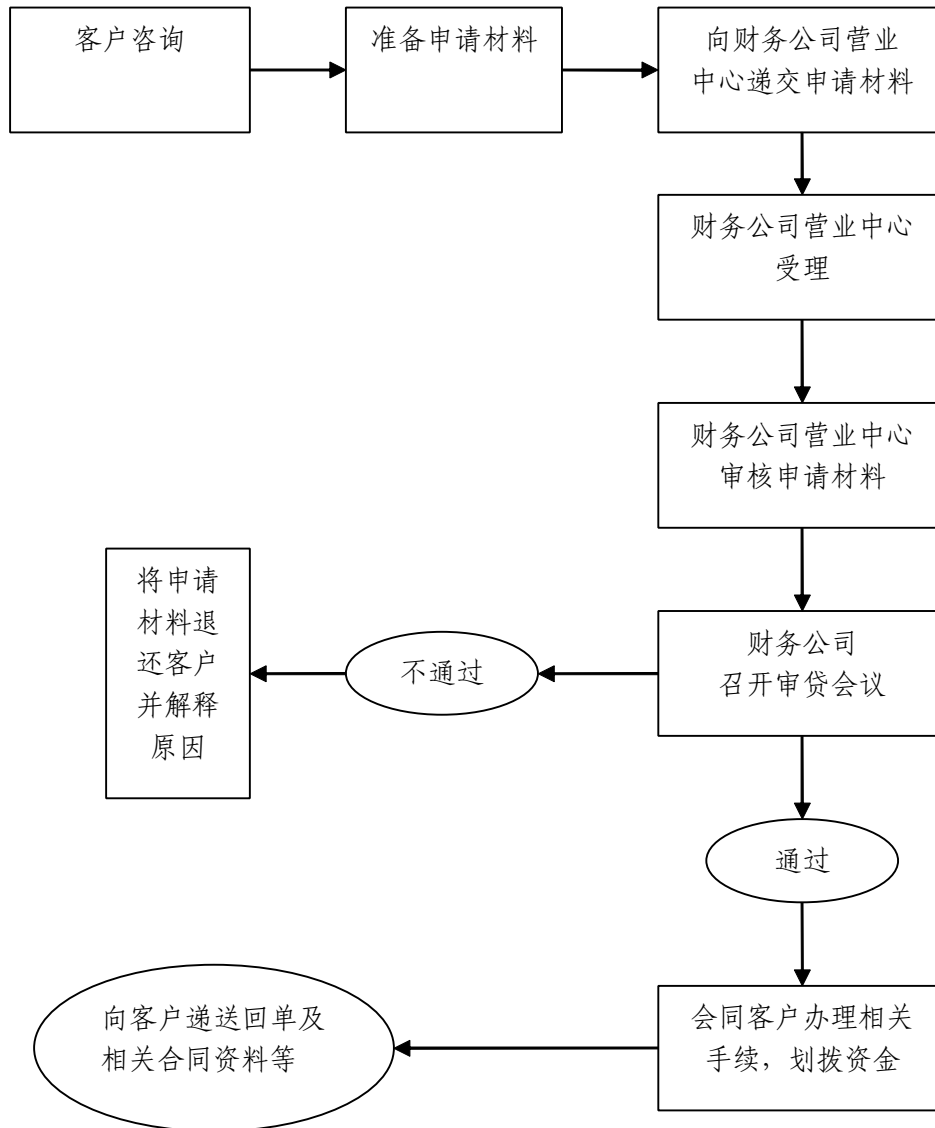 客户咨询
准备申请材料
向财务公司营业
中心递交申请材料
财务公司营业中心
受理
财务公司营业中心
审核申请材料
财务公司
召开审贷会议
不通过
将申请
材料退
还客户
并解释
原因
通过
会同客户办理相关
手续，划拨资金
向客户递送回单及
相关合同资料等